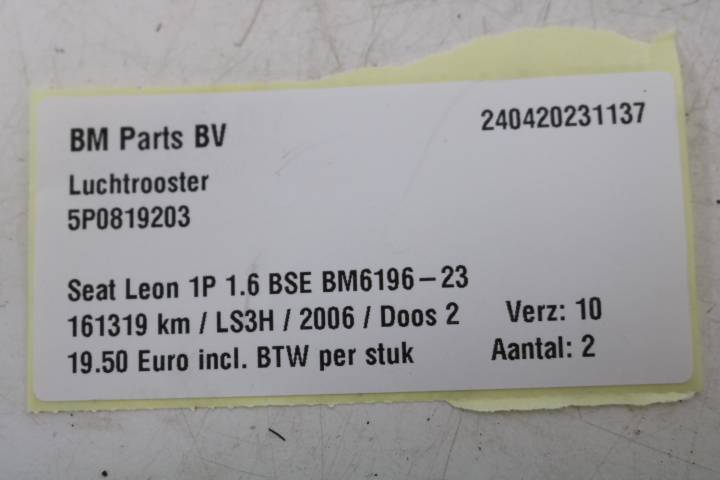 BM Parts BV 240420231137
Luchtrooster
5P0819203
Seat Leon 1P 1.6 BSE BM6196-23
161319 km / LS3H / 2006 / Doos 2 Verz: 10
19.50 Euro incl. BTW per stuk Aantal: 2